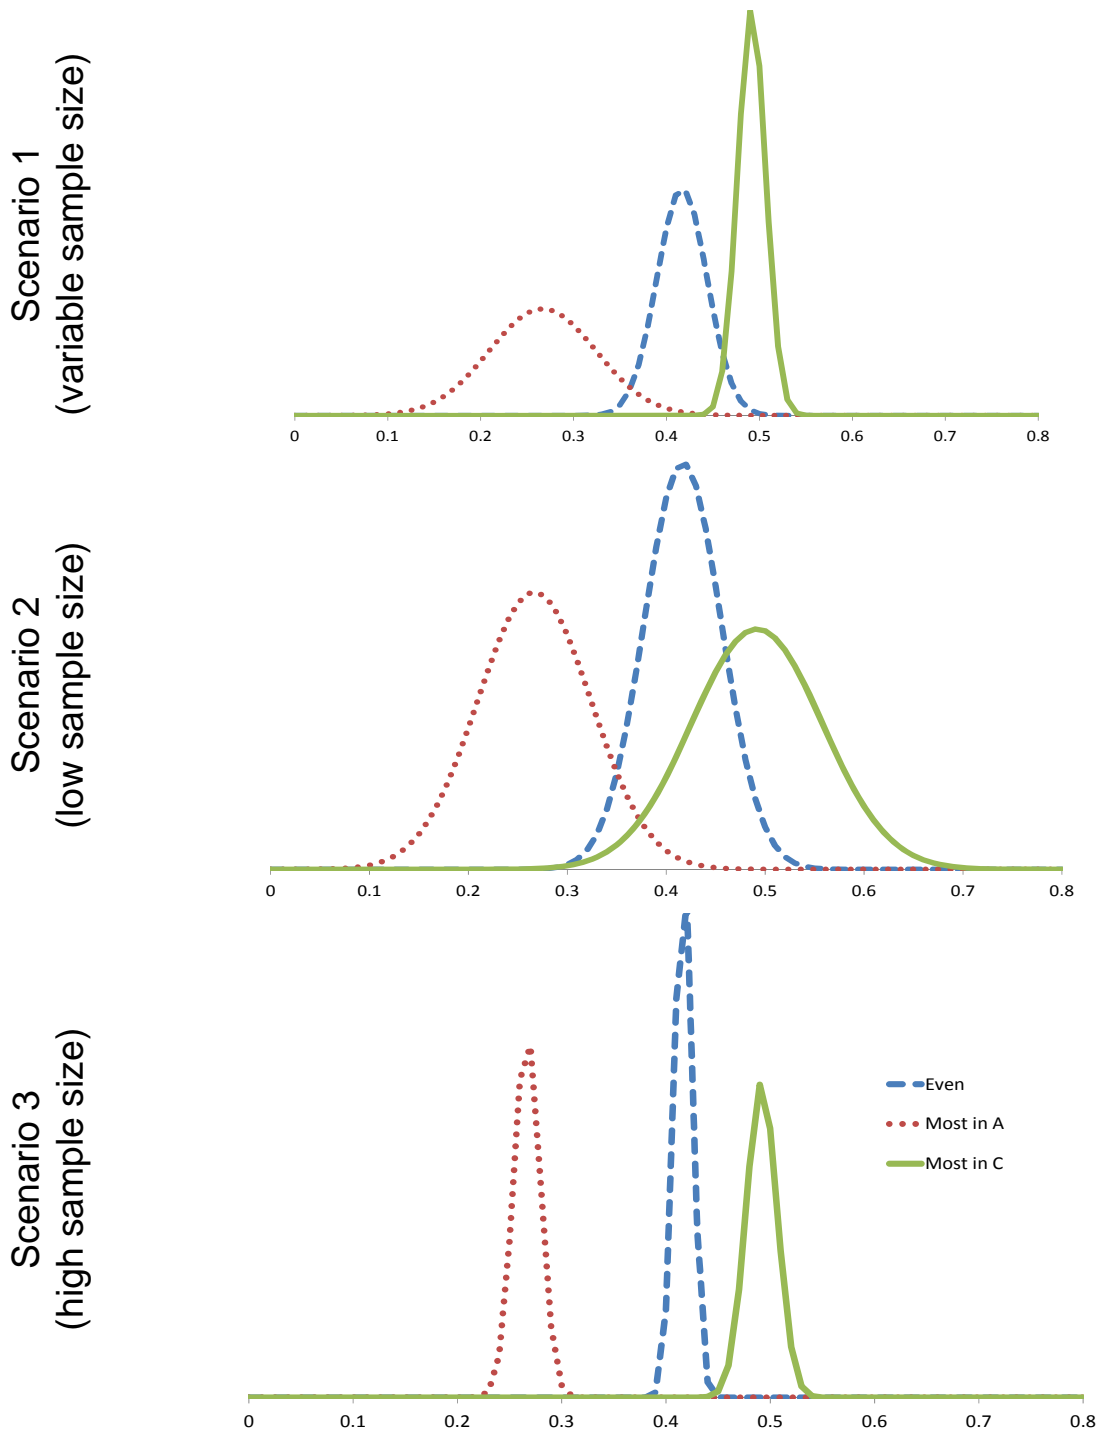 Scenario 1
(variable sample size)
0 0.1 0.2 0.3 0.4 0.5 0.6 0.7 0.8
Scenario 2
(low sample size)
0 0.1 0.2 0.3 0.4 0.5 0.6 0.7 0.8
Scenario 3
(high sample size)
Even
Most in A
Most in C
0 0.1 0.2 0.3 0.4 0.5 0.6 0.7 0.8